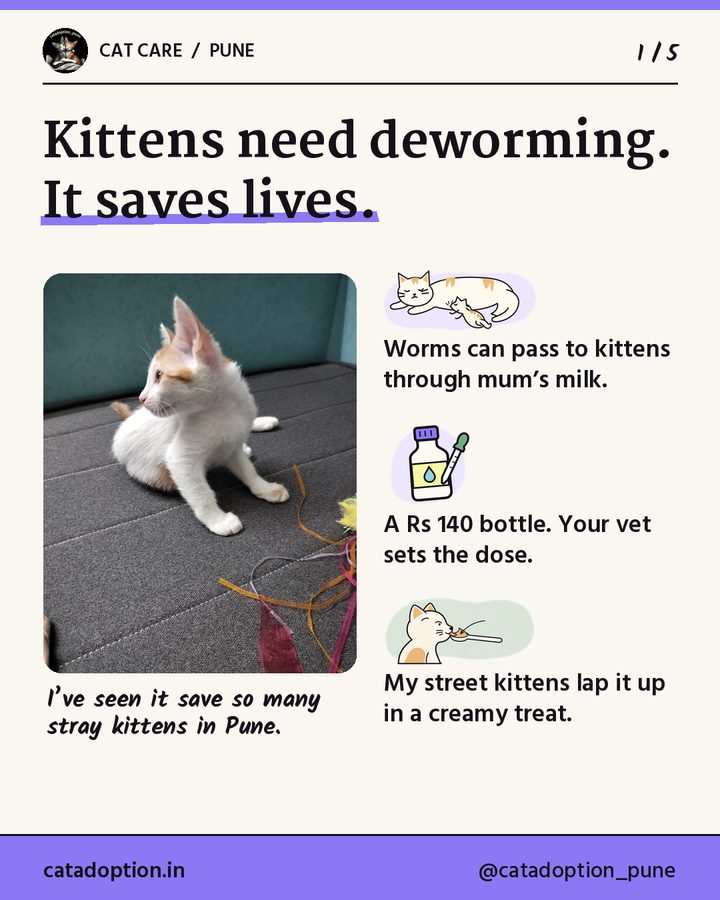 CAT CARE / PUNE
1 / 5
Kittens need deworming.
It saves lives.
Worms can pass to kittens
through mum's milk.
A Rs 140 bottle. Your vet
sets the dose.
My street kittens lap it up
in a creamy treat.
I've seen it save so many
stray kittens in Pune.
catadoption.in
@catadoption_pune